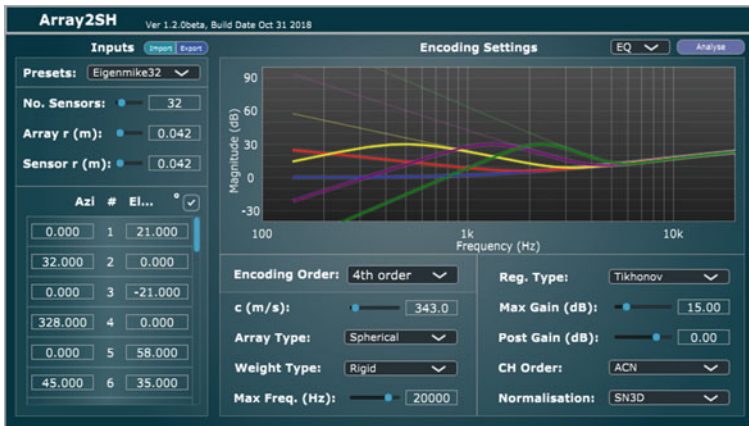 Array2SH Ver 1.2.0beta, Build Date Oct 31 2018
Inputs Import Export
Presets: Eigenmike32
No. Sensors: 32
Array r (m): 0.042
Sensor r (m): 0.042
Azi # El... °
0.000 1 21.000
32.000 2 0.000
0.000 3 -21.000
328.000 4 0.000
0.000 5 58.000
45.000 6 35.000
Encoding Settings EQ Analyse
Magnitude (dB)
90
60
30
0
-30
100 1k 10k
Frequency (Hz)
Encoding Order: 4th order
c (m/s): 343.0
Array Type: Spherical
Weight Type: Rigid
Max Freq. (Hz): 20000
Reg. Type: Tikhonov
Max Gain (dB): 15.00
Post Gain (dB): 0.00
CH Order: ACN
Normalisation: SN3D